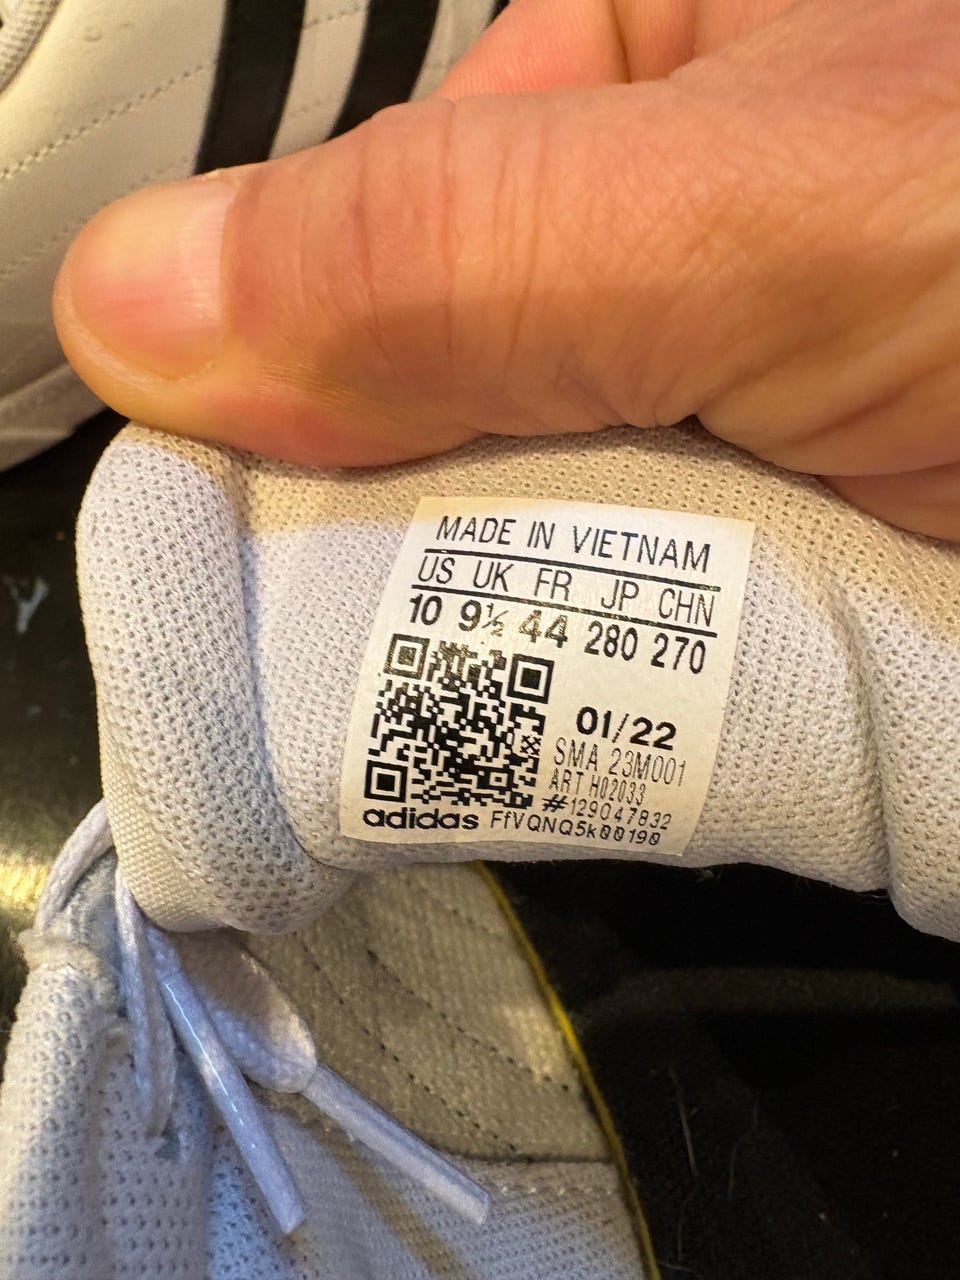 MADE IN VIETNAM
US UK FR JP CHN
10 9½ 44 280 270
01/22
SMA 23M001
ART H02033
#129047832
adidas FfVQNQ5k00190